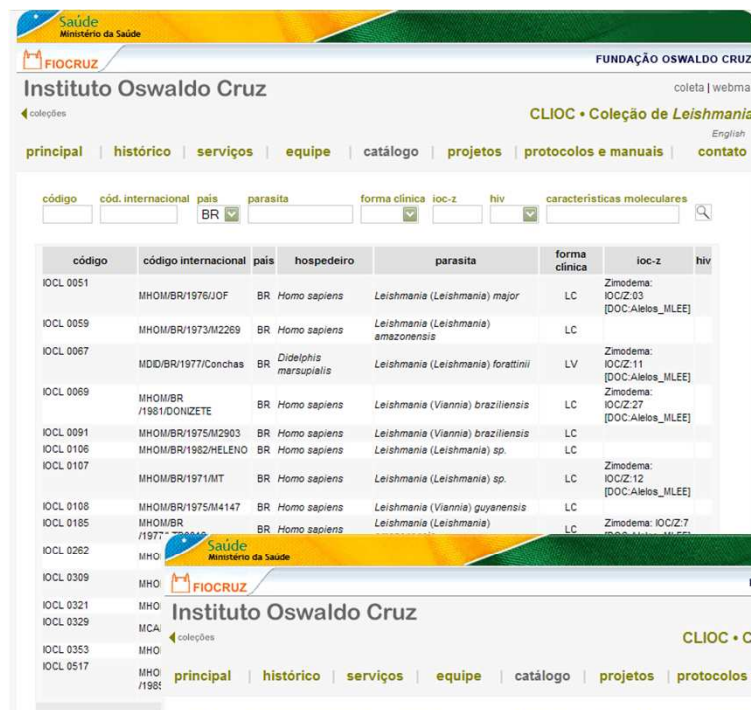 Saúde
Ministério da Saúde
FIOCRUZ
FUNDAÇÃO OSWALDO CRUZ
Instituto Oswaldo Cruz
coleta | webma
coleções
CLIOC • Coleção de Leishmania
English
principal | histórico | serviços | equipe | catálogo | projetos | protocolos e manuais | contato
código cód. internacional país parasita forma clínica ioc-z hiv características moleculares
BR
código código internacional país hospedeiro parasita forma clínica ioc-z hiv
IOCL 0051 MHOM/BR/1976/JOF BR Homo sapiens Leishmania (Leishmania) major LC Zimodema: IOC/Z:03 [DOC:Alelos_MLEE]
IOCL 0059 MHOM/BR/1973/M2269 BR Homo sapiens Leishmania (Leishmania) amazonensis LC
IOCL 0067 MDID/BR/1977/Conchas BR Didelphis marsupialis Leishmania (Leishmania) forattinii LV Zimodema: IOC/Z:11 [DOC:Alelos_MLEE]
IOCL 0069 MHOM/BR /1981/DONIZETE BR Homo sapiens Leishmania (Viannia) braziliensis LC Zimodema: IOC/Z:27 [DOC:Alelos_MLEE]
IOCL 0091 MHOM/BR/1975/M2903 BR Homo sapiens Leishmania (Viannia) braziliensis LC
IOCL 0106 MHOM/BR/1982/HELENO BR Homo sapiens Leishmania (Leishmania) sp. LC
IOCL 0107 MHOM/BR/1971/MT BR Homo sapiens Leishmania (Leishmania) sp. LC Zimodema: IOC/Z:12 [DOC:Alelos_MLEE]
IOCL 0108 MHOM/BR/1975/M4147 BR Homo sapiens Leishmania (Viannia) guyanensis LC
IOCL 0185 MHOM/BR BR Homo sapiens Leishmania (Leishmania) LC Zimodema: IOC/Z:7
IOCL 0262 MHO
IOCL 0309 MHO
IOCL 0321 MHO
IOCL 0329 MCA
IOCL 0353 MHO
IOCL 0517 MHO
/198
Saúde
Ministério da Saúde
FIOCRUZ
Instituto Oswaldo Cruz
coleções
CLIOC • C
principal | histórico | serviços | equipe | catálogo | projetos | protocolos